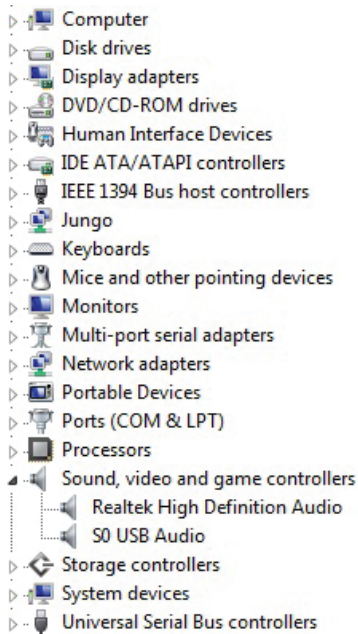 Computer
Disk drives
Display adapters
DVD/CD-ROM drives
Human Interface Devices
IDE ATA/ATAPI controllers
IEEE 1394 Bus host controllers
Jungo
Keyboards
Mice and other pointing devices
Monitors
Multi-port serial adapters
Network adapters
Portable Devices
Ports (COM & LPT)
Processors
Sound, video and game controllers
Realtek High Definition Audio
S0 USB Audio
Storage controllers
System devices
Universal Serial Bus controllers